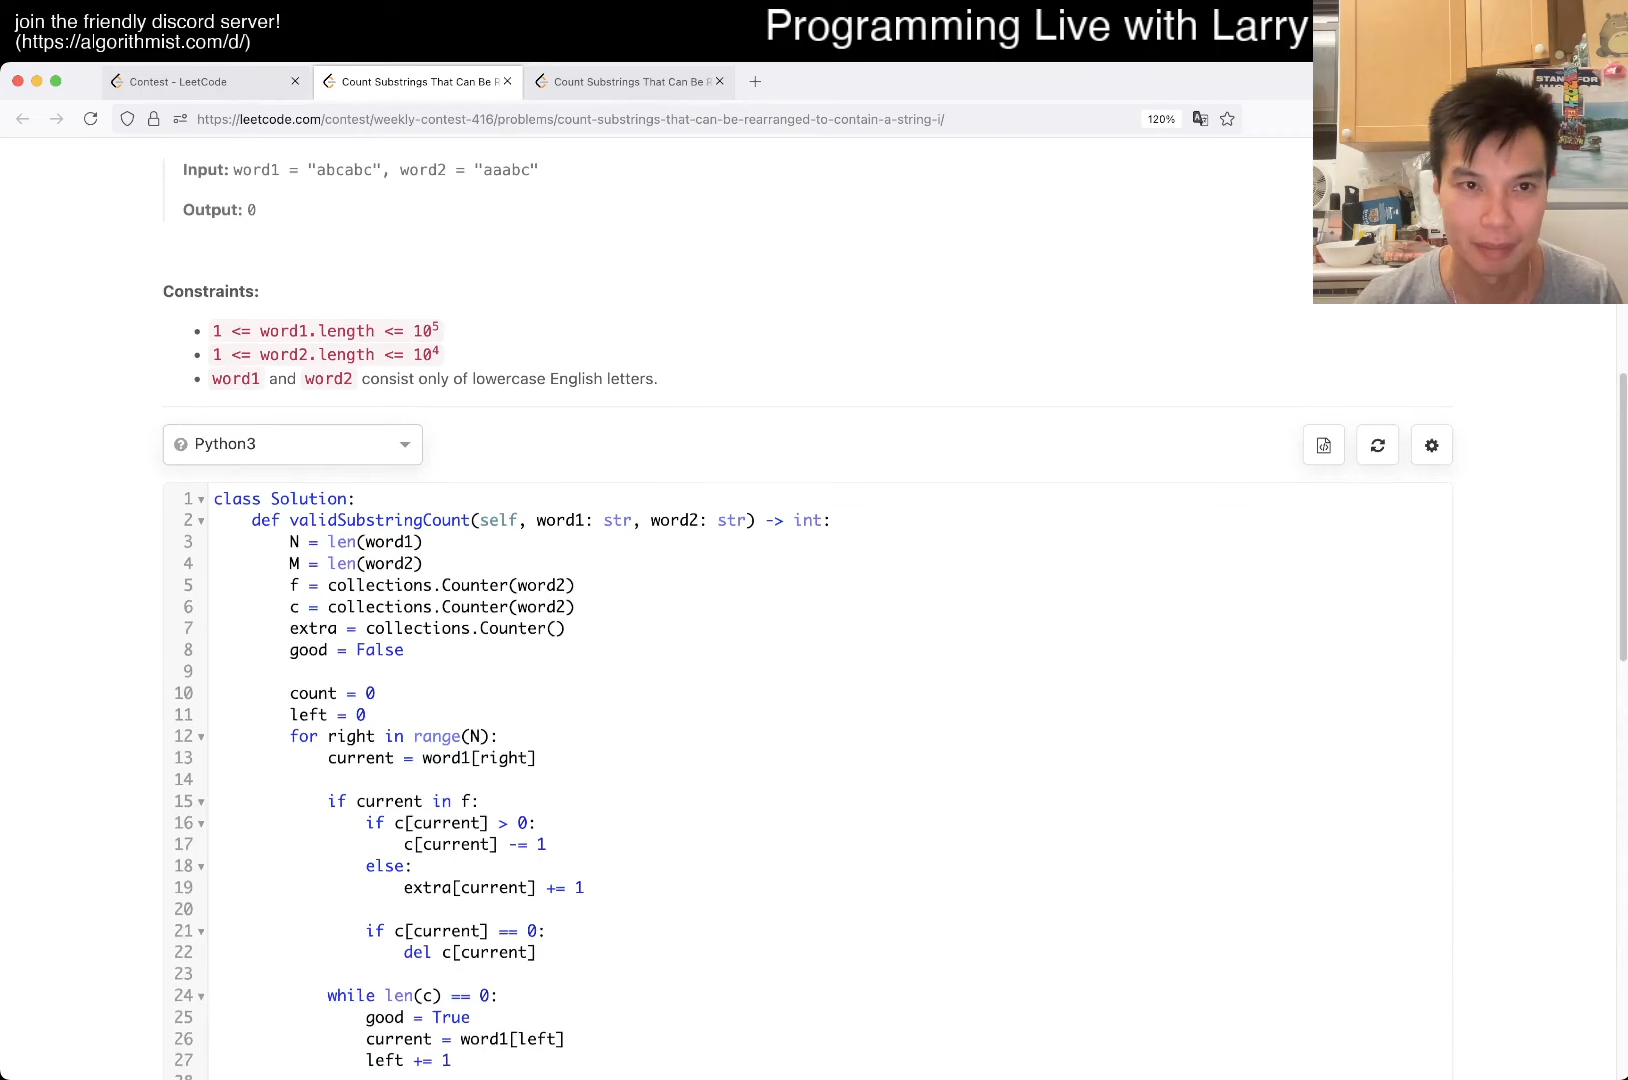 join the friendly discord server!
(https://algorithmist.com/d/)
Programming Live with Larry
Contest - LeetCode
Count Substrings That Can Be R
Count Substrings That Can Be R
https://leetcode.com/contest/weekly-contest-416/problems/count-substrings-that-can-be-rearranged-to-contain-a-string-i/
120%
Input: word1 = "abcabc", word2 = "aaabc"
Output: 0
Constraints:
1 <= word1.length <= 10^5
1 <= word2.length <= 10^4
word1 and word2 consist only of lowercase English letters.
Python3
1 class Solution:
2 def validSubstringCount(self, word1: str, word2: str) -> int:
3 N = len(word1)
4 M = len(word2)
5 f = collections.Counter(word2)
6 c = collections.Counter(word2)
7 extra = collections.Counter()
8 good = False
9
10 count = 0
11 left = 0
12 for right in range(N):
13 current = word1[right]
14
15 if current in f:
16 if c[current] > 0:
17 c[current] -= 1
18 else:
19 extra[current] += 1
20
21 if c[current] == 0:
22 del c[current]
23
24 while len(c) == 0:
25 good = True
26 current = word1[left]
27 left += 1